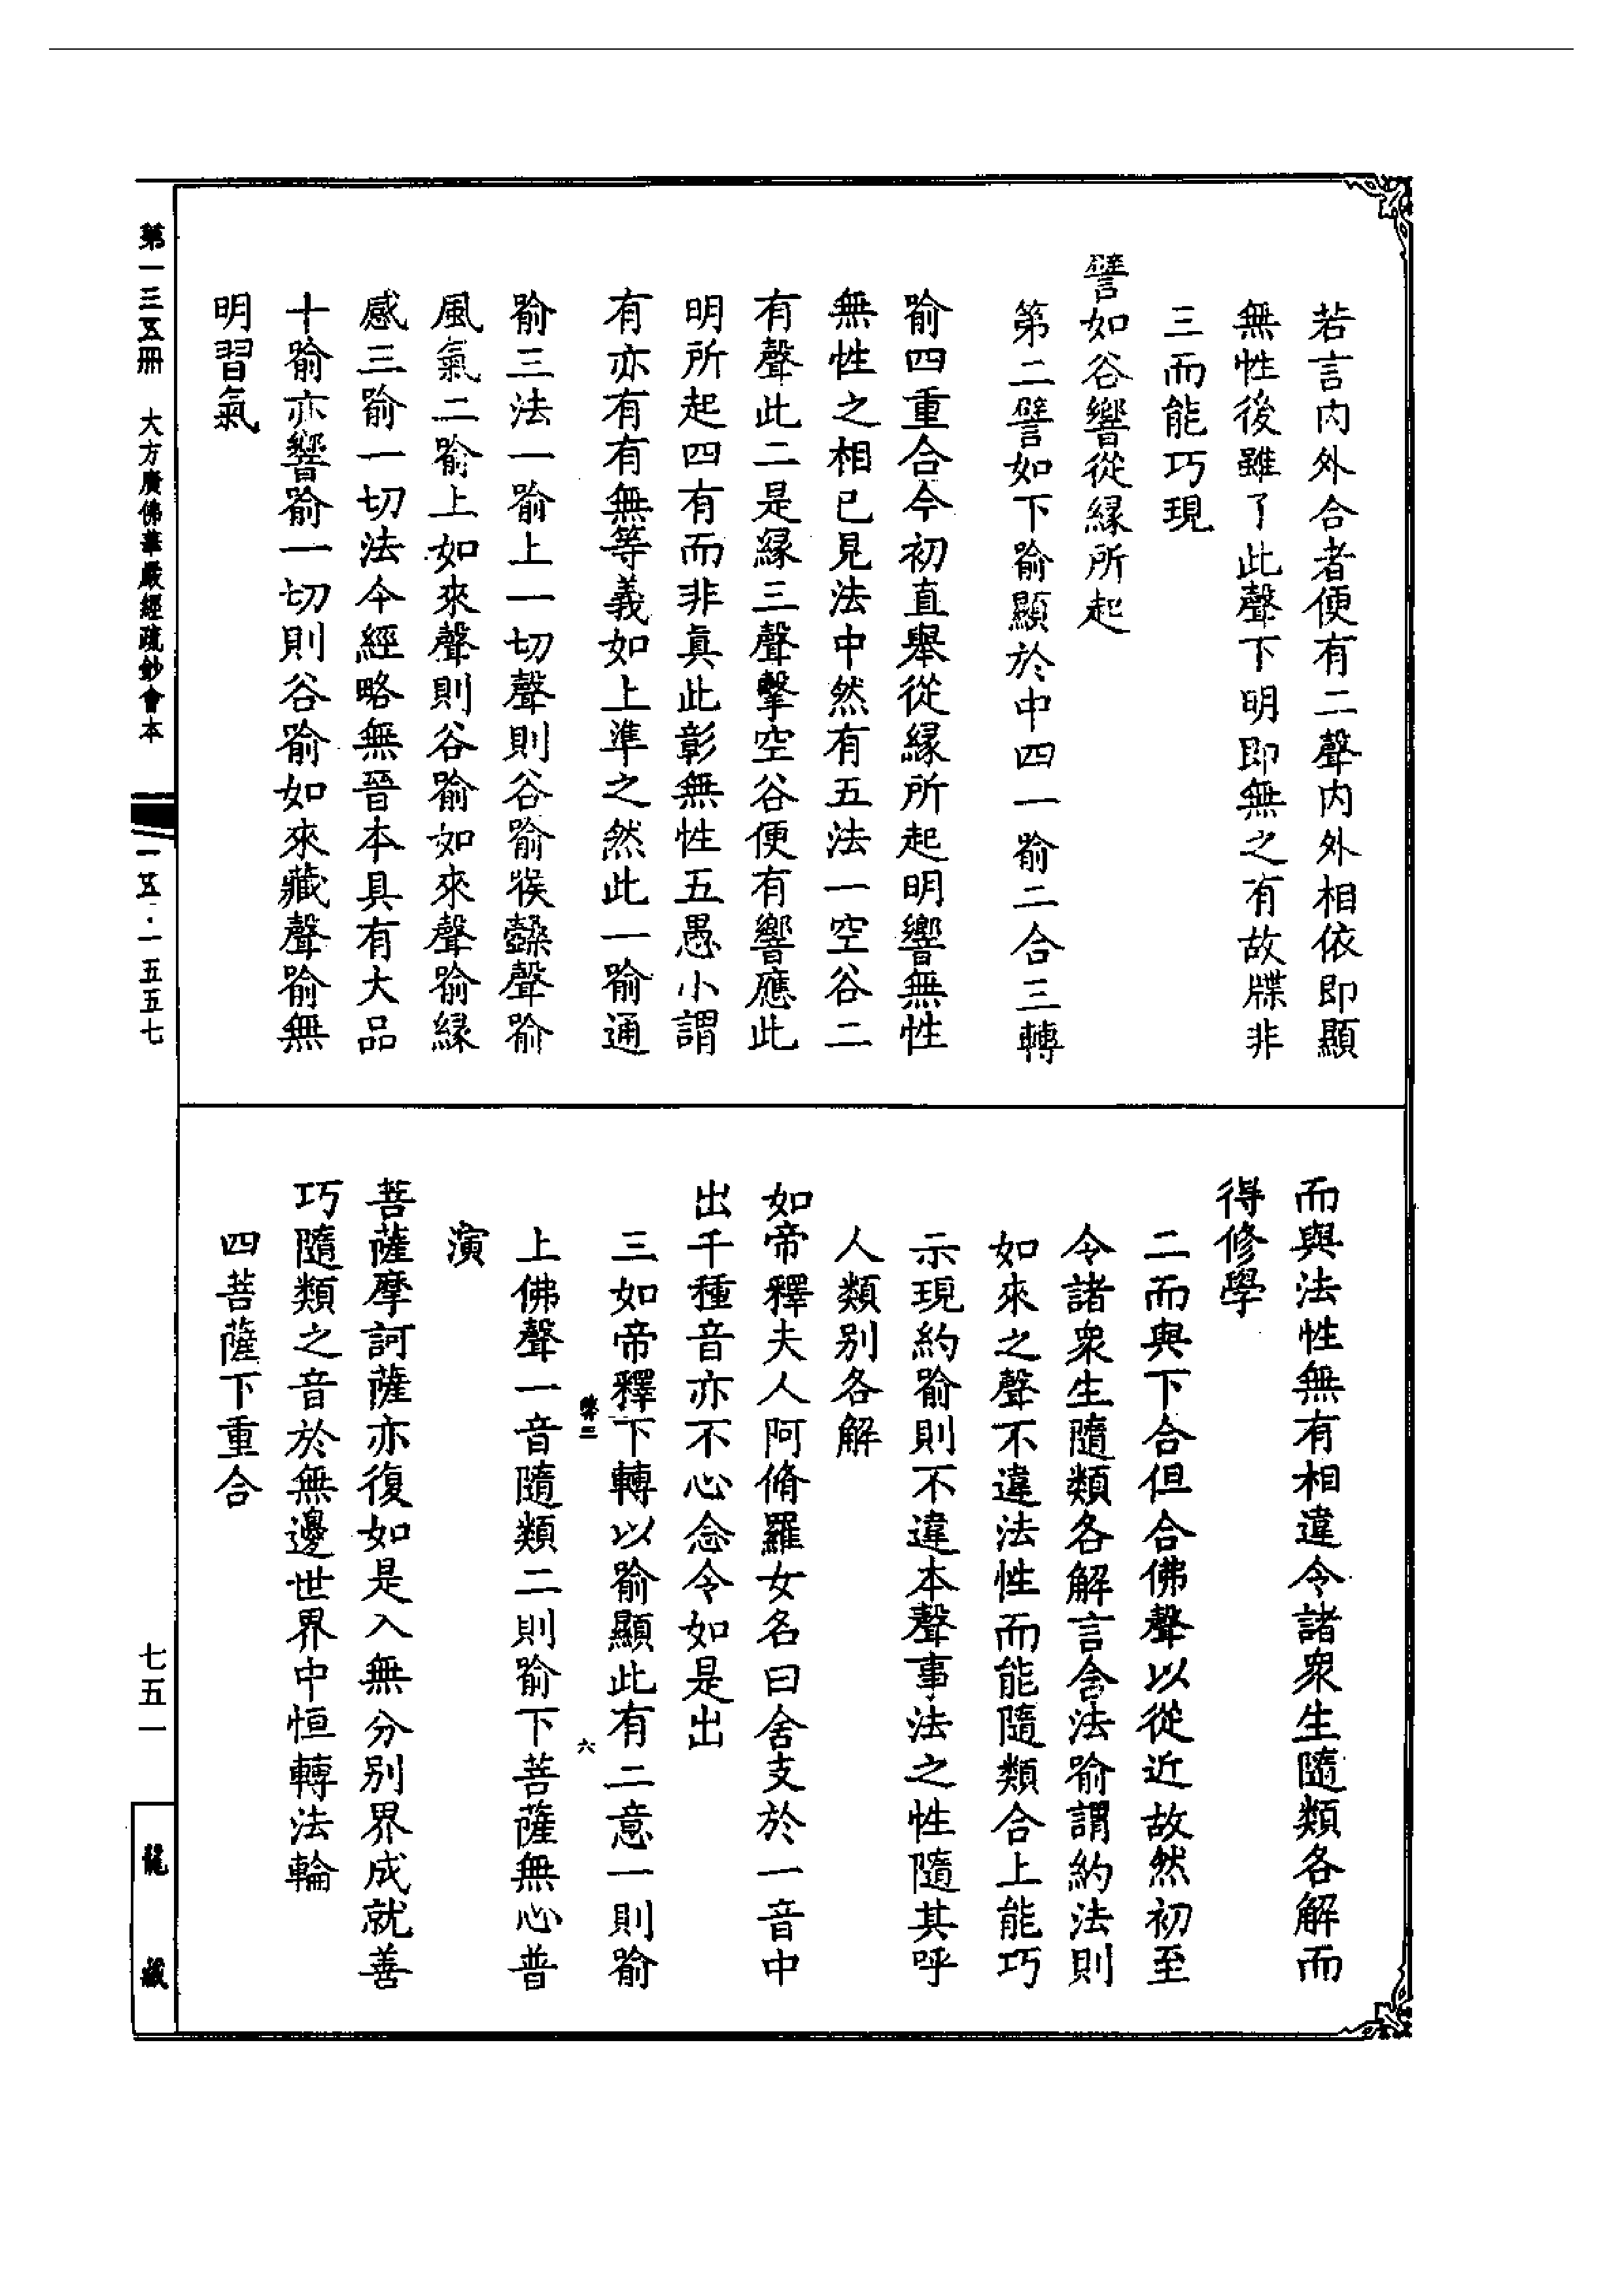 若言內外合者便有二聲內外相依即顯
無性後雖了此聲下明即無之有故牒非
三而能巧現
譬如谷響從緣所起
第二譬如下喻顯於中四一喻二合三轉
喻四重合今初直舉從緣所起明響無性
無性之相已見法中然有五法一空谷二
有聲此二是緣三聲擊空谷便有響應此
明所起四有而非眞此彰無性五愚小謂
有亦有有無等義如上準之然此一喻通
喻三法一喻上一切聲則谷喻喉聲喻
風氣二喻上如來聲則谷喻如來聲喻緣
感三喻一切法今經略無晉本具有大品
十喻亦響喻一切則谷喻如來藏聲喻無
明習氣
而與法性無有相違令諸衆生隨類各解而
得修學
二而與下合但合佛聲以從近故然初至
令諸衆生隨類各解言含法喻謂約法則
如來之聲不違法性而能隨類合上能巧
示現約喻則不違本聲事法之性隨其呼
人類別各解
如帝釋夫人阿脩羅女名曰舍支於一音中
出千種音亦不心念令如是出
三如帝釋下轉以喻顯此有二意一則喻
上佛聲一音隨類二則喻下菩薩無心普
演
菩薩摩訶薩亦復如是入無分別界成就善
巧隨類之音於無邊世界中恒轉法輪
四菩薩下重合
六
第一三五冊 大方廣佛華嚴經疏鈔會本
一五·一五五七
七五一
龍藏